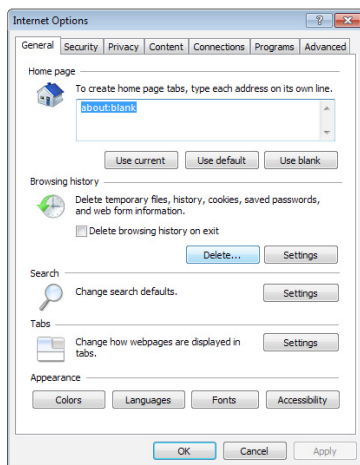 Internet Options
General Security Privacy Content Connections Programs Advanced
Home page
To create home page tabs, type each address on its own line.
about:blank
Use current Use default Use blank
Browsing history
Delete temporary files, history, cookies, saved passwords,
and web form information.
Delete browsing history on exit
Delete... Settings
Search
Change search defaults. Settings
Tabs
Change how webpages are displayed in
tabs.
Settings
Appearance
Colors Languages Fonts Accessibility
OK Cancel Apply